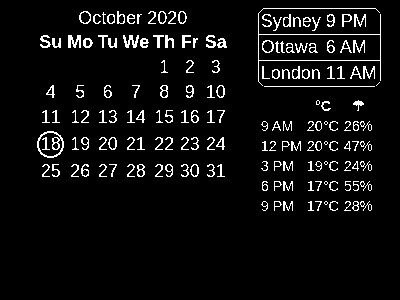 October 2020
Su Mo Tu We Th Fr Sa
1 2 3
4 5 6 7 8 9 10
11 12 13 14 15 16 17
18 19 20 21 22 23 24
25 26 27 28 29 30 31
Sydney 9 PM
Ottawa 6 AM
London 11 AM
°C
9 AM 20°C 26%
12 PM 20°C 47%
3 PM 19°C 24%
6 PM 17°C 55%
9 PM 17°C 28%